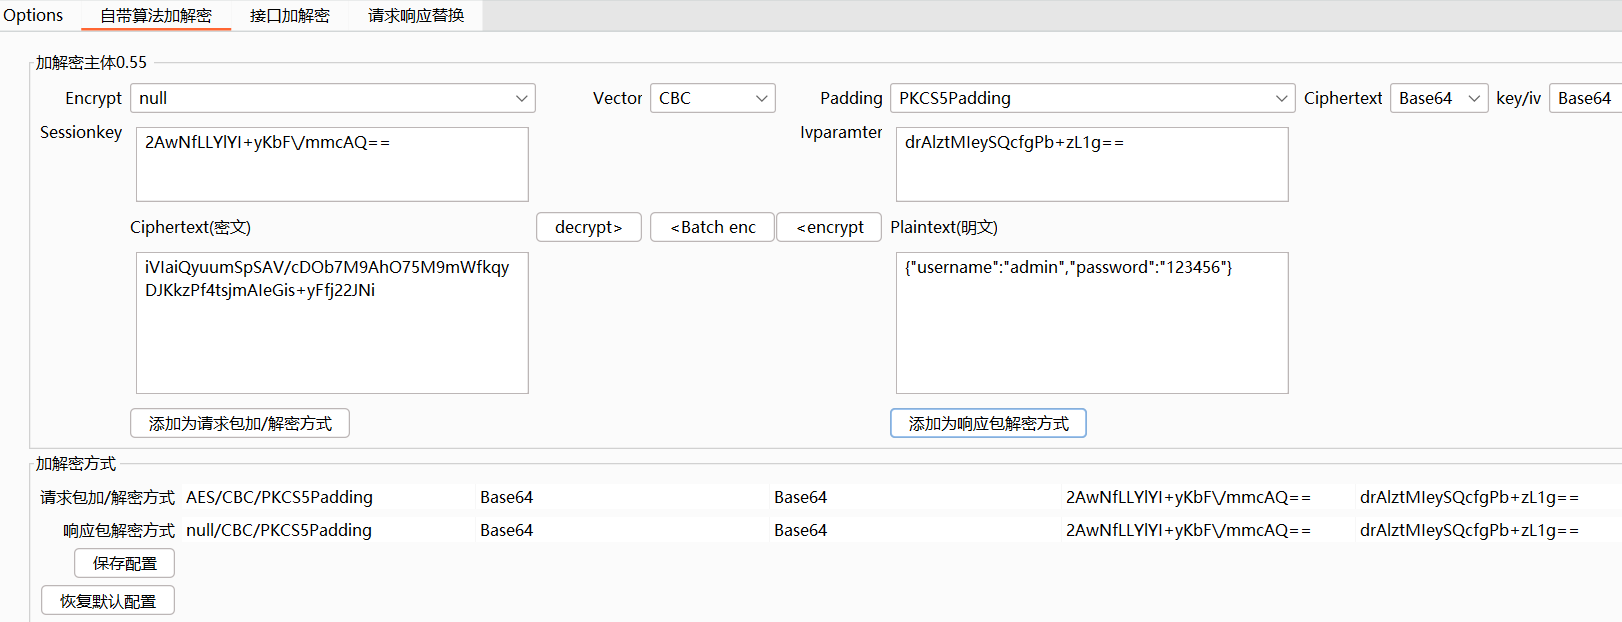 Options 自带算法加解密 接口加解密 请求响应替换
加解密主体0.55
Encrypt null Vector CBC Padding PKCS5Padding Ciphertext Base64 key/iv Base64
Sessionkey 2AwNfLLYlYI+yKbF\/mmcAQ== Ivparamter drAlztMIeySQcfgPb+zL1g==
Ciphertext(密文) decrypt> <Batch enc <encrypt Plaintext(明文)
iVIaiQyuumSpSAV/cDOb7M9AhO75M9mWfkqy {"username":"admin","password":"123456"}
DJKkzPf4tsjmAIeGis+yFfj22JNi
添加为请求包加/解密方式 添加为响应包解密方式
加解密方式
请求包加/解密方式 AES/CBC/PKCS5Padding Base64 Base64 2AwNfLLYlYI+yKbF\/mmcAQ== drAlztMIeySQcfgPb+zL1g==
响应包解密方式 null/CBC/PKCS5Padding Base64 Base64 2AwNfLLYlYI+yKbF\/mmcAQ== drAlztMIeySQcfgPb+zL1g==
保存配置
恢复默认配置